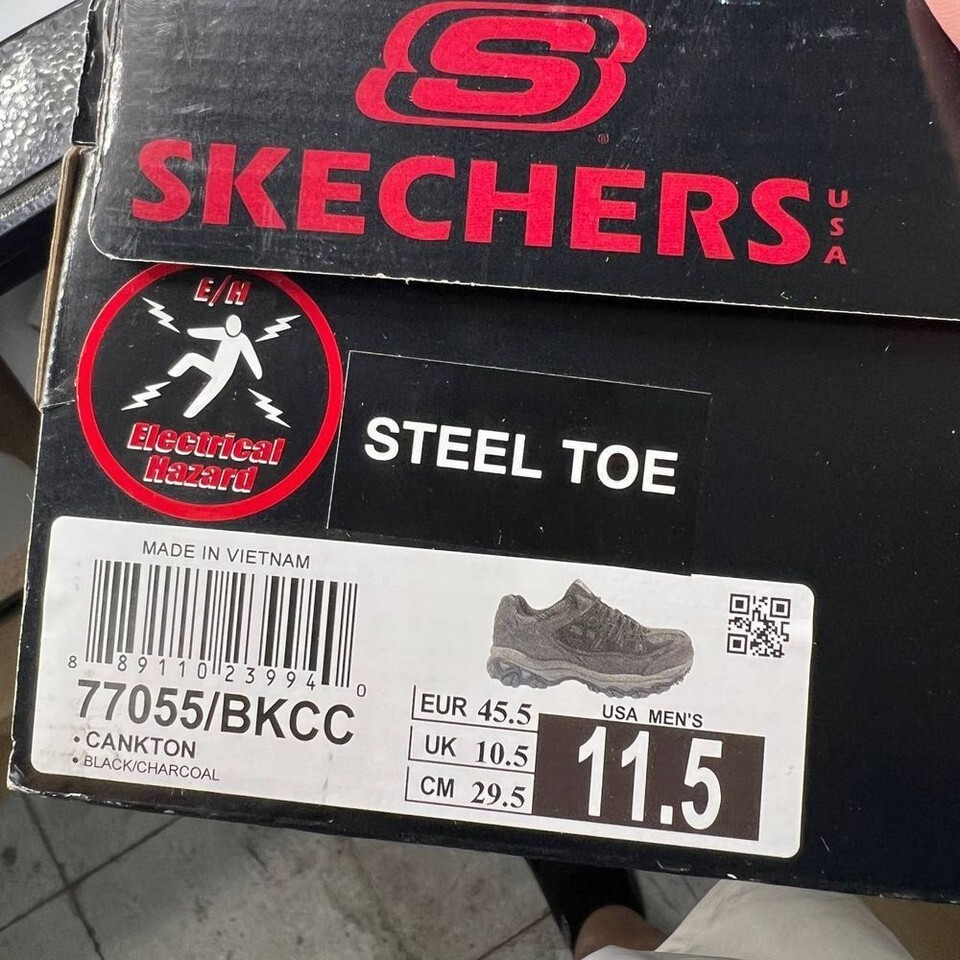 S
SKECHERS USA
®
E/H
Electrical
Hazard
STEEL TOE
MADE IN VIETNAM
8 89110 23994 0
77055/BKCC
• CANKTON
• BLACK/CHARCOAL
EUR 45.5
UK 10.5
CM 29.5
USA MEN'S
11.5